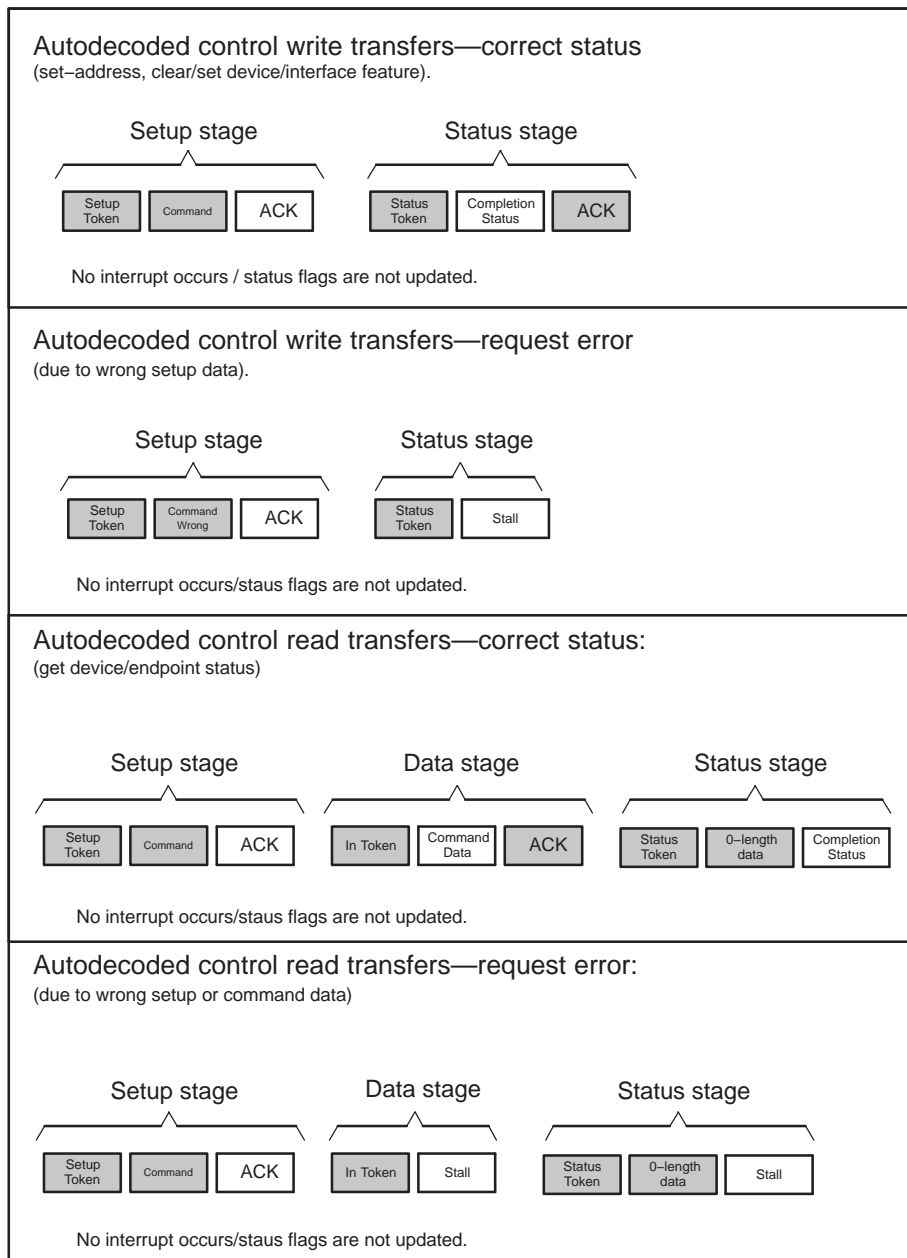 Autodecoded control write transfers—correct status
(set−address, clear/set device/interface feature).
Setup stage
Status stage
Setup
Token
Command
ACK
Status
Token
Completion
Status
ACK
No interrupt occurs / status flags are not updated.
Autodecoded control write transfers—request error
(due to wrong setup data).
Setup stage
Status stage
Setup
Token
Command
Wrong
ACK
Status
Token
Stall
No interrupt occurs/staus flags are not updated.
Autodecoded control read transfers—correct status:
(get device/endpoint status)
Setup stage
Data stage
Status stage
Setup
Token
Command
ACK
In Token
Command
Data
ACK
Status
Token
0−length
data
Completion
Status
No interrupt occurs/staus flags are not updated.
Autodecoded control read transfers—request error:
(due to wrong setup or command data)
Setup stage
Data stage
Status stage
Setup
Token
Command
ACK
In Token
Stall
Status
Token
0−length
data
Stall
No interrupt occurs/staus flags are not updated.